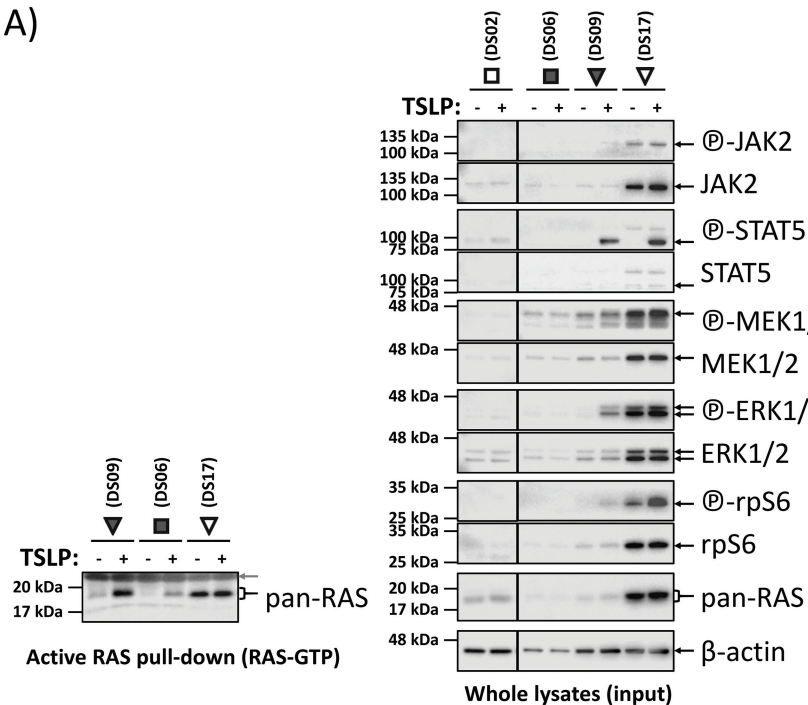 A)
(DS02) (DS06) (DS09) (DS17)
TSLP: - + - + - + - +
135 kDa
100 kDa
Ⓟ-JAK2
135 kDa
100 kDa
JAK2
100 kDa
75 kDa
Ⓟ-STAT5
100 kDa
75 kDa
STAT5
48 kDa
Ⓟ-MEK1/
48 kDa
MEK1/2
48 kDa
Ⓟ-ERK1/
48 kDa
ERK1/2
35 kDa
25 kDa
Ⓟ-rpS6
35 kDa
25 kDa
rpS6
20 kDa
17 kDa
pan-RAS
48 kDa
β-actin
Whole lysates (input)
(DS09) (DS06) (DS17)
TSLP: - + - + - +
20 kDa
17 kDa
pan-RAS
Active RAS pull-down (RAS-GTP)